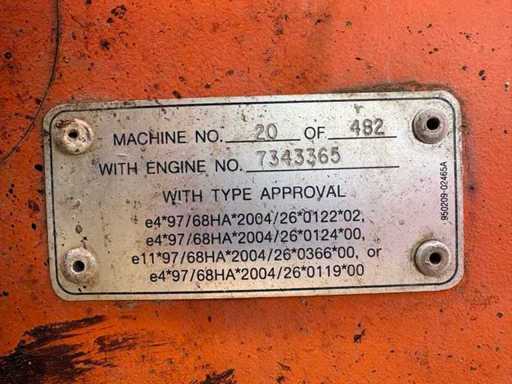 MACHINE NO. 20 OF 482
WITH ENGINE NO. 7343365
WITH TYPE APPROVAL
e4*97/68HA*2004/26*0122*02,
e4*97/68HA*2004/26*0124*00,
e11*97/68HA*2004/26*0366*00, or
e4*97/68HA*2004/26*0119*00
950209-02465A